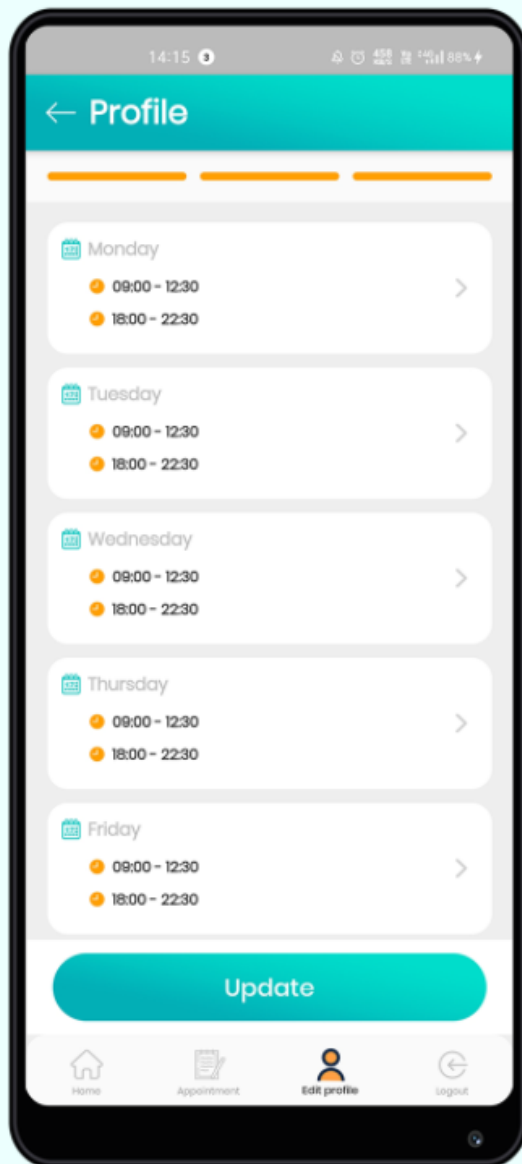 14:15 3 88%
Profile
Monday
09:00 - 12:30
18:00 - 22:30
Tuesday
09:00 - 12:30
18:00 - 22:30
Wednesday
09:00 - 12:30
18:00 - 22:30
Thursday
09:00 - 12:30
18:00 - 22:30
Friday
09:00 - 12:30
18:00 - 22:30
Update
Home Appointment Edit profile Logout